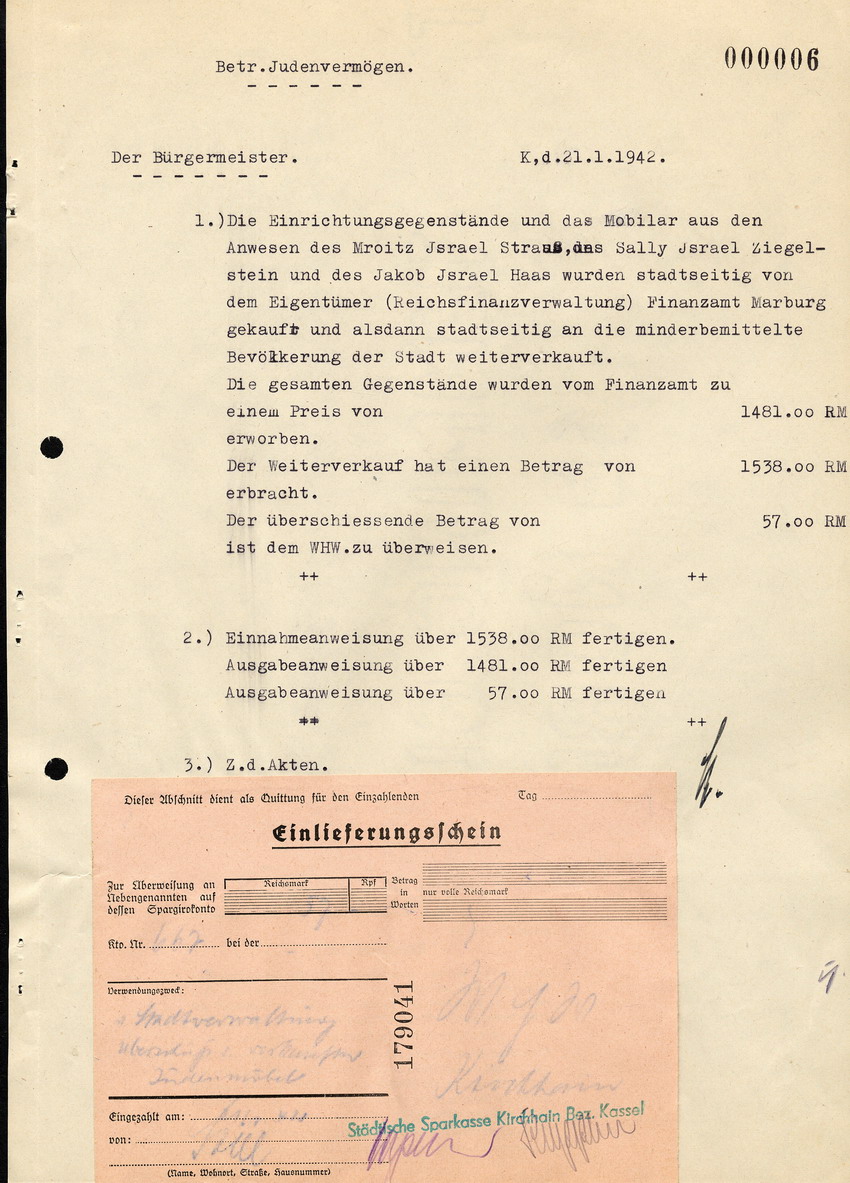 000006
Betr.Judenvermögen.
Der Bürgermeister. K,d.21.1.1942.
1.)Die Einrichtungsgegenstände und das Mobilar aus den
Anwesen des Mroitz Jsrael Strauß,des Sally Jsrael Ziegel-
stein und des Jakob Jsrael Haas wurden stadtseitig von
dem Eigentümer (Reichsfinanzverwaltung) Finanzamt Marburg
gekauft und alsdann stadtseitig an die minderbemittelte
Bevölkerung der Stadt weiterverkauft.
Die gesamten Gegenstände wurden vom Finanzamt zu
einem Preis von 1481.oo RM
erworben.
Der Weiterverkauf hat einen Betrag von 1538.oo RM
erbracht.
Der überschiessende Betrag von 57.oo RM
ist dem WHW.zu überweisen.
++ ++
2.) Einnahmeanweisung über 1538.oo RM fertigen.
Ausgabeanweisung über 1481.oo RM fertigen
Ausgabeanweisung über 57.oo RM fertigen
++ ++
3.) Z.d.Akten.
Dieser Abschnitt dient als Quittung für den Einzahlenden Tag
Einlieferungsschein
Zur Überweisung an
Nebengenannten auf
dessen Spargirokonto
Reichsmark Rpf
57
Betrag
in
Worten
nur volle Reichsmark
Kto. Nr. bei der
Verwendungszweck:
Stadtverwaltung
Judenmöbel
179041
Kirchhain
Eingezahlt am:
von:
Städtische Sparkasse Kirchhain Bez. Kassel
(Name, Wohnort, Straße, Hausnummer)